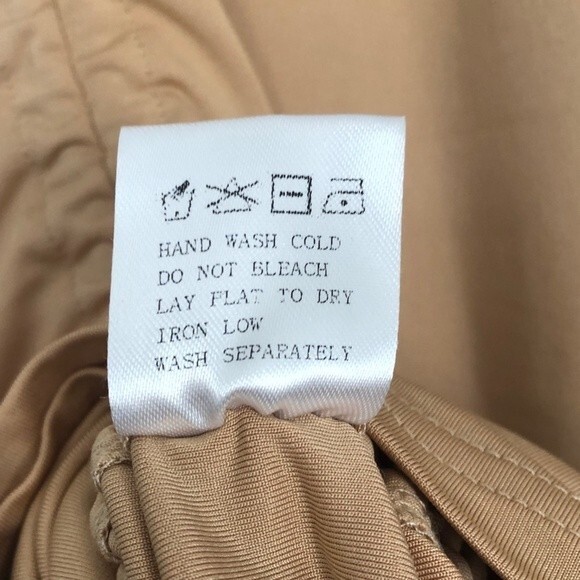 HAND WASH COLD
DO NOT BLEACH
LAY FLAT TO DRY
IRON LOW
WASH SEPARATELY